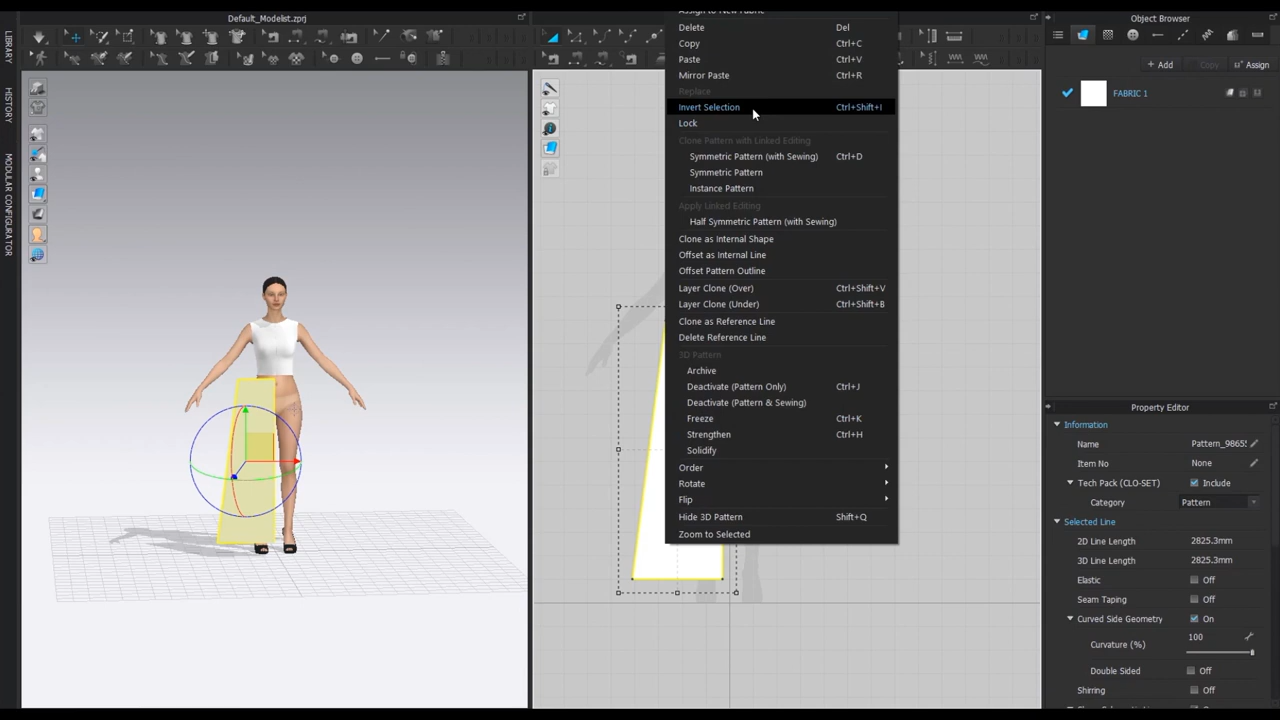 Default_Modelist.zprj
Object Browser
LIBRARY
HISTORY
MODULAR CONFIGURATOR
Assign to New Fabric
Delete Del
Copy Ctrl+C
Paste Ctrl+V
Mirror Paste Ctrl+R
Replace
Invert Selection Ctrl+Shift+I
Lock
Clone Pattern with Linked Editing
Symmetric Pattern (with Sewing) Ctrl+D
Symmetric Pattern
Instance Pattern
Apply Linked Editing
Half Symmetric Pattern (with Sewing)
Clone as Internal Shape
Offset as Internal Line
Offset Pattern Outline
Layer Clone (Over) Ctrl+Shift+V
Layer Clone (Under) Ctrl+Shift+B
Clone as Reference Line
Delete Reference Line
3D Pattern
Archive
Deactivate (Pattern Only) Ctrl+J
Deactivate (Pattern & Sewing)
Freeze Ctrl+K
Strengthen Ctrl+H
Solidify
Order
Rotate
Flip
Hide 3D Pattern Shift+Q
Zoom to Selected
+ Add Copy Assign
FABRIC 1
Property Editor
Information
Name Pattern_9865
Item No None
Tech Pack (CLO-SET) Include
Category Pattern
Selected Line
2D Line Length 2825.3mm
3D Line Length 2825.3mm
Elastic Off
Seam Taping Off
Curved Side Geometry On
Curvature (%) 100
Double Sided Off
Shirring Off